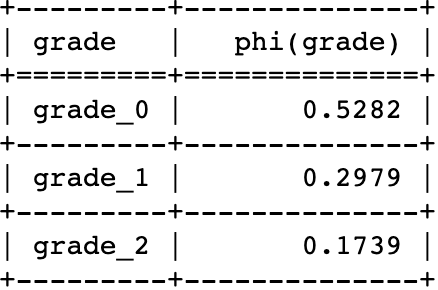 +---------+--------------+
| grade   |   phi(grade) |
+=========+==============+
| grade_0 |       0.5282 |
+---------+--------------+
| grade_1 |       0.2979 |
+---------+--------------+
| grade_2 |       0.1739 |
+---------+--------------+